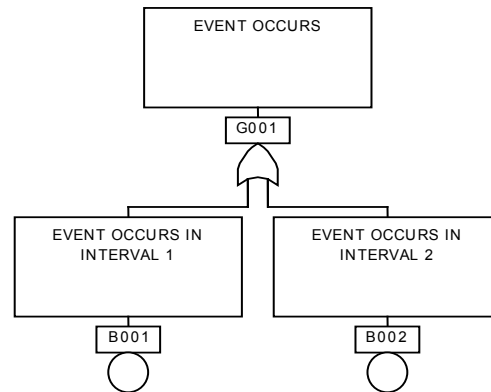 EVENT OCCURS
G001
EVENT OCCURS IN
INTERVAL 1
EVENT OCCURS IN
INTERVAL 2
B001
B002